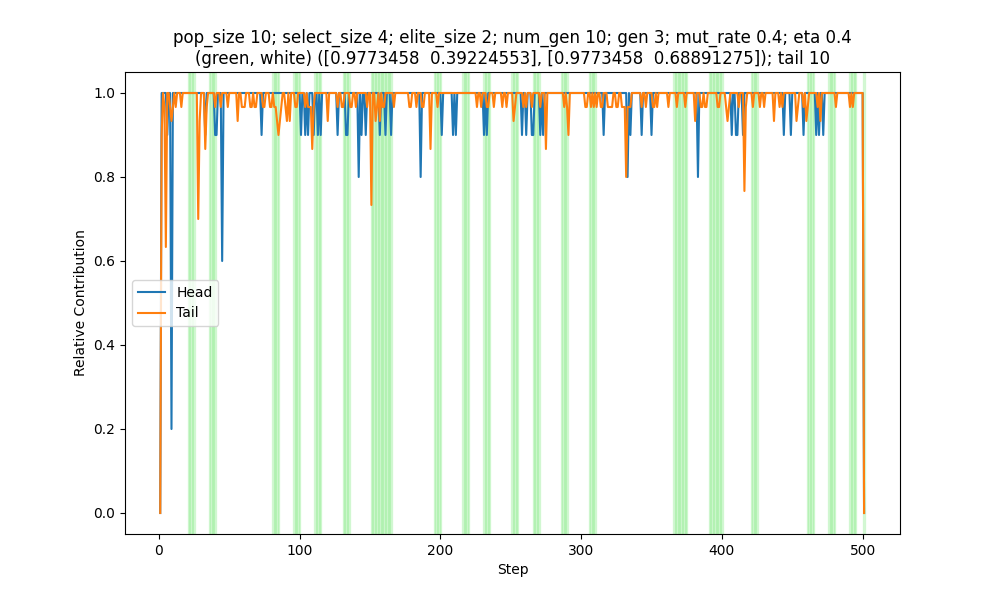 pop_size 10; select_size 4; elite_size 2; num_gen 10; gen 3; mut_rate 0.4; eta 0.4
(green, white) ([0.9773458  0.39224553], [0.9773458  0.68891275]); tail 10
1.0
0.8
0.6
0.4
0.2
0.0
Relative Contribution
Head
Tail
0
100
200
300
400
500
Step